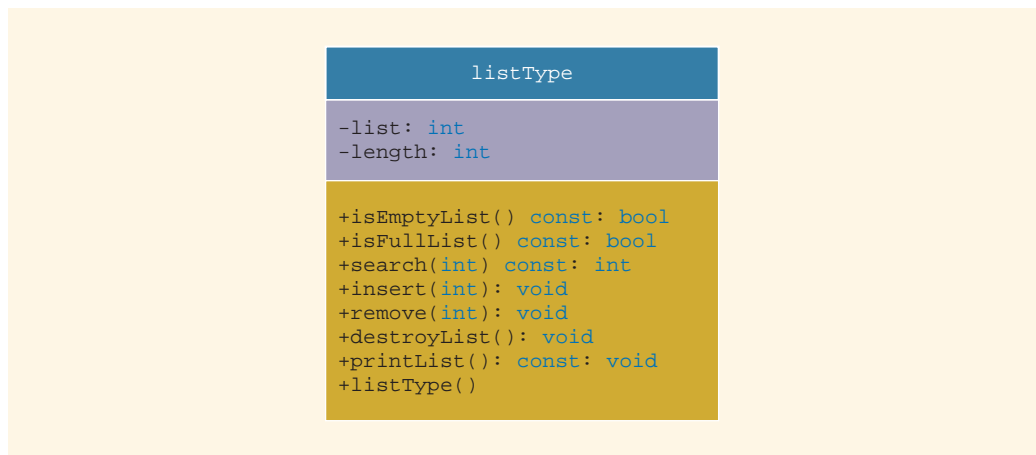 listType
-list: int
-length: int
+isEmptyList() const: bool
+isFullList() const: bool
+search(int) const: int
+insert(int): void
+remove(int): void
+destroyList(): void
+printList(): const: void
+listType()